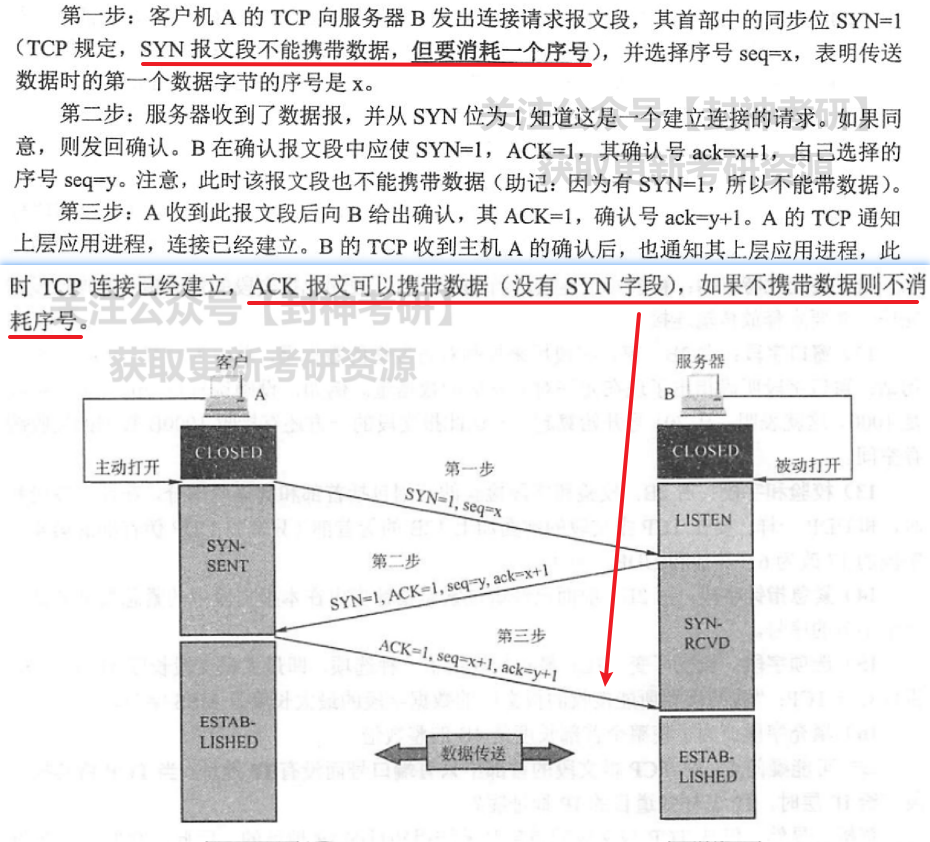 第一步：客户机 A 的 TCP 向服务器 B 发出连接请求报文段，其首部中的同步位 SYN=1
（TCP 规定，SYN 报文段不能携带数据，但要消耗一个序号），并选择序号 seq=x，表明传送
数据时的第一个数据字节的序号是 x。
第二步：服务器收到了数据报，并从 SYN 位为 1 知道这是一个建立连接的请求。如果同
意，则发回确认。B 在确认报文段中应使 SYN=1，ACK=1，其确认号 ack=x+1，自己选择的
序号 seq=y。注意，此时该报文段也不能携带数据（助记：因为有 SYN=1，所以不能带数据）。
第三步：A 收到此报文段后向 B 给出确认，其 ACK=1，确认号 ack=y+1。A 的 TCP 通知
上层应用进程，连接已经建立。B 的 TCP 收到主机 A 的确认后，也通知其上层应用进程，此
时 TCP 连接已经建立，ACK 报文可以携带数据（没有 SYN 字段），如果不携带数据则不消
耗序号。
关注公众号【封神考研】
获取更新考研资源
关注公众号【封神考研】
获取更新考研资源
客户
服务器
A
B
CLOSED
CLOSED
主动打开
被动打开
第一步
SYN=1, seq=x
LISTEN
SYN-
SENT
第二步
SYN=1, ACK=1, seq=y, ack=x+1
SYN-
RCVD
第三步
ACK=1, seq=x+1, ack=y+1
ESTAB-
LISHED
数据传送
ESTAB-
LISHED